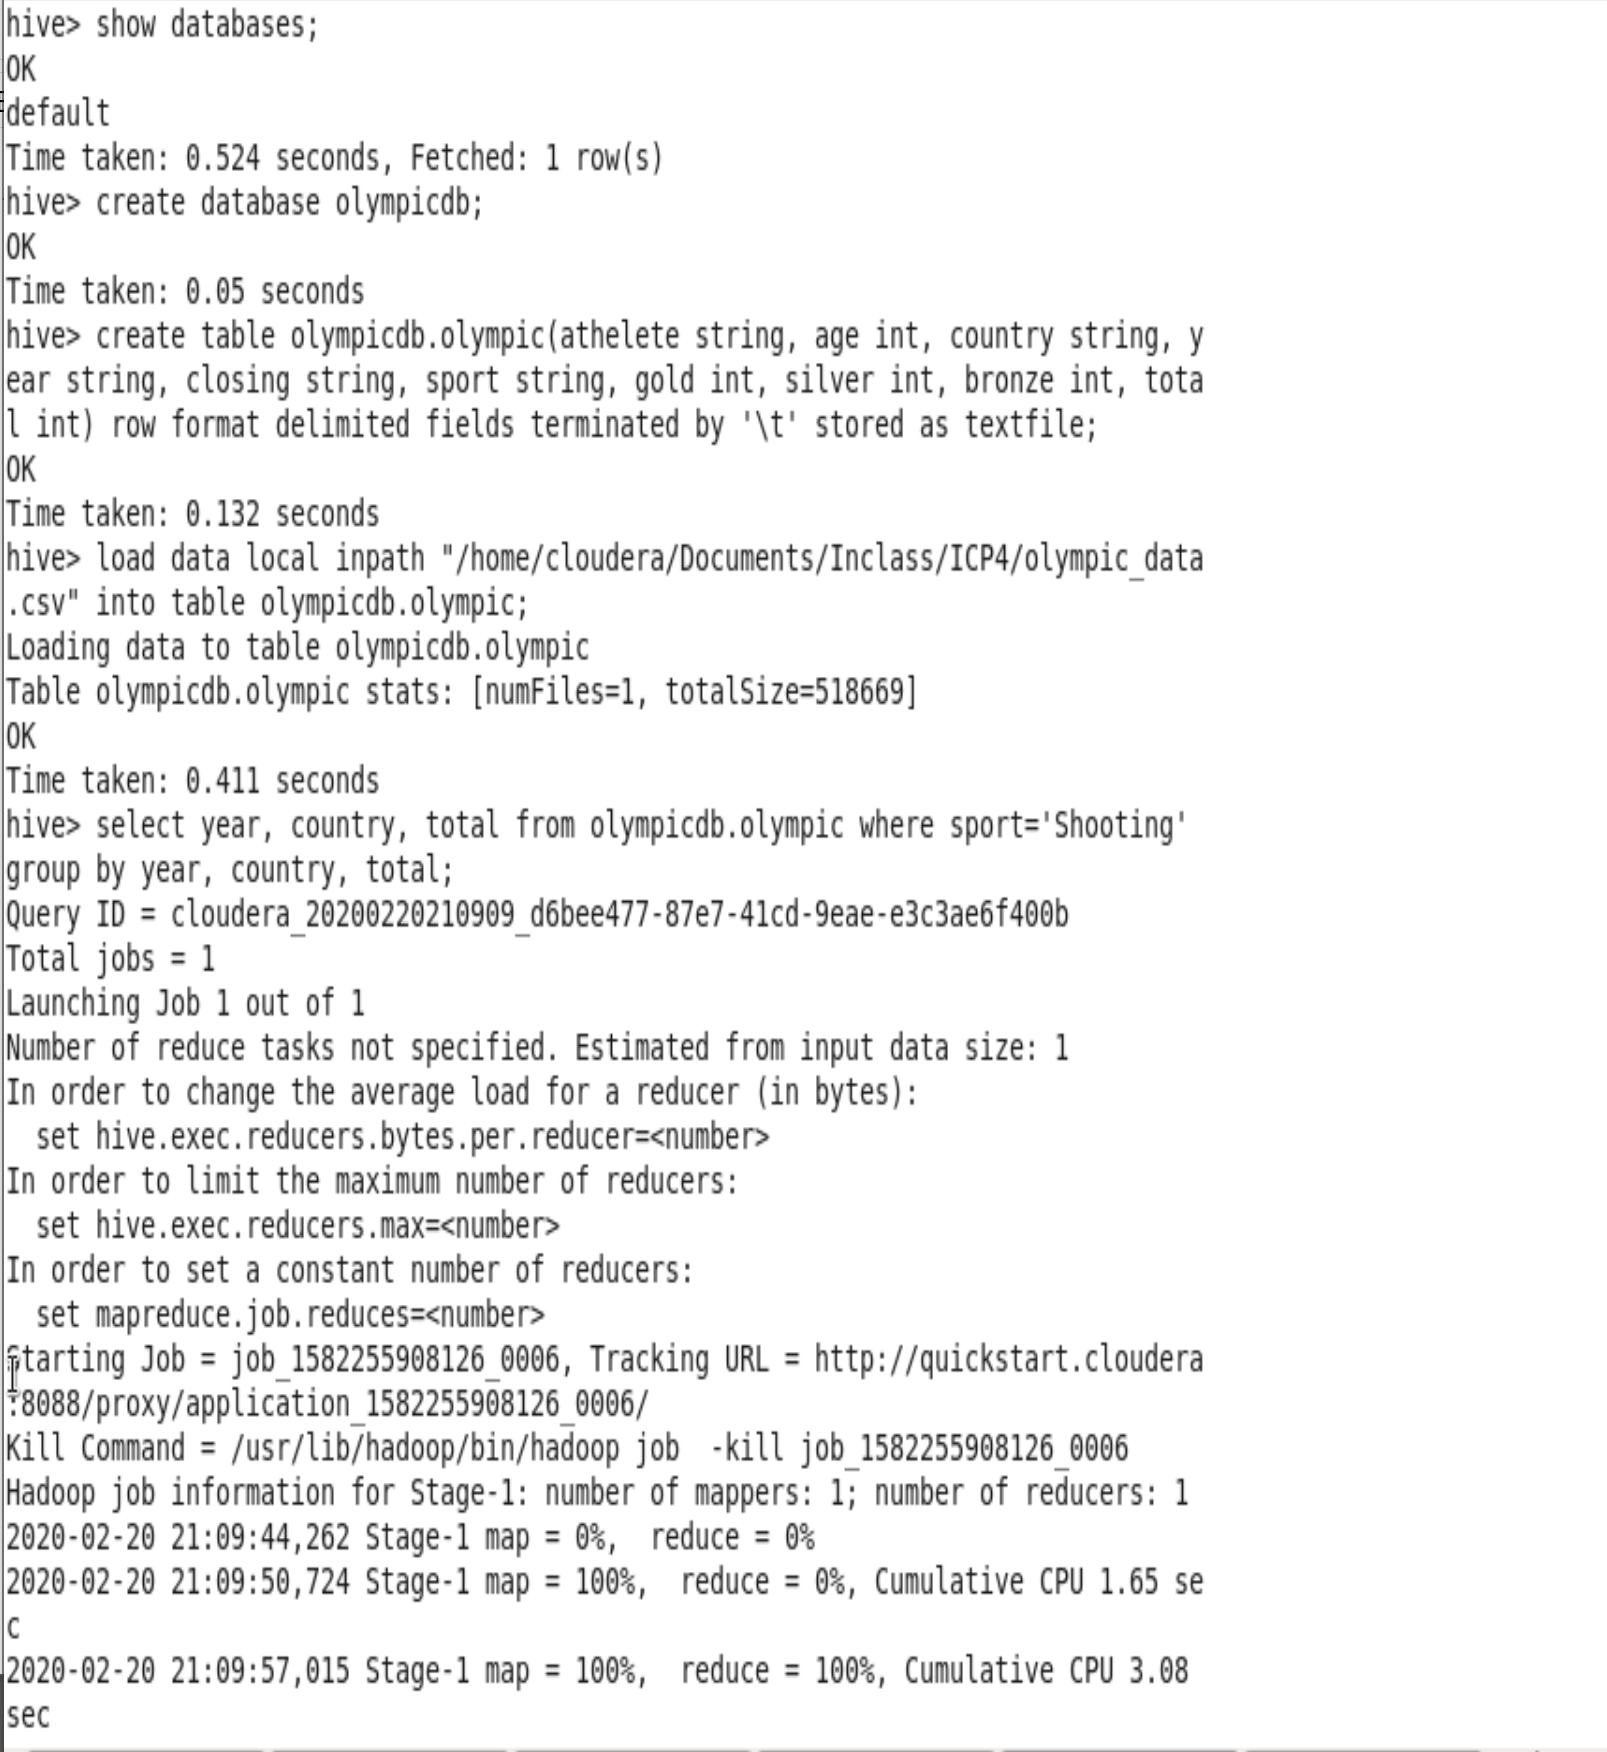 hive> show databases;
OK
default
Time taken: 0.524 seconds, Fetched: 1 row(s)
hive> create database olympicdb;
OK
Time taken: 0.05 seconds
hive> create table olympicdb.olympic(athelete string, age int, country string, y
ear string, closing string, sport string, gold int, silver int, bronze int, tota
l int) row format delimited fields terminated by '\t' stored as textfile;
OK
Time taken: 0.132 seconds
hive> load data local inpath "/home/cloudera/Documents/Inclass/ICP4/olympic_data
.csv" into table olympicdb.olympic;
Loading data to table olympicdb.olympic
Table olympicdb.olympic stats: [numFiles=1, totalSize=518669]
OK
Time taken: 0.411 seconds
hive> select year, country, total from olympicdb.olympic where sport='Shooting'
group by year, country, total;
Query ID = cloudera_20200220210909_d6bee477-87e7-41cd-9eae-e3c3ae6f400b
Total jobs = 1
Launching Job 1 out of 1
Number of reduce tasks not specified. Estimated from input data size: 1
In order to change the average load for a reducer (in bytes):
  set hive.exec.reducers.bytes.per.reducer=<number>
In order to limit the maximum number of reducers:
  set hive.exec.reducers.max=<number>
In order to set a constant number of reducers:
  set mapreduce.job.reduces=<number>
Starting Job = job_1582255908126_0006, Tracking URL = http://quickstart.cloudera
:8088/proxy/application_1582255908126_0006/
Kill Command = /usr/lib/hadoop/bin/hadoop job  -kill job_1582255908126_0006
Hadoop job information for Stage-1: number of mappers: 1; number of reducers: 1
2020-02-20 21:09:44,262 Stage-1 map = 0%,  reduce = 0%
2020-02-20 21:09:50,724 Stage-1 map = 100%,  reduce = 0%, Cumulative CPU 1.65 se
c
2020-02-20 21:09:57,015 Stage-1 map = 100%,  reduce = 100%, Cumulative CPU 3.08
sec